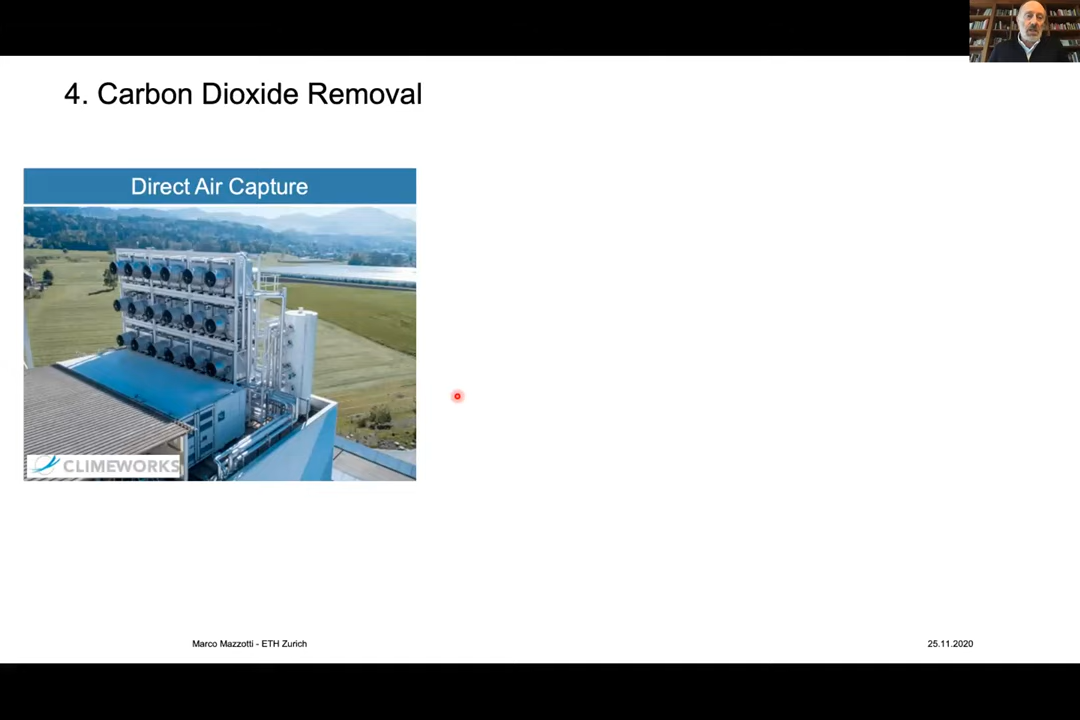 4. Carbon Dioxide Removal
Direct Air Capture
CLIMEWORKS
Marco Mazzotti - ETH Zurich
25.11.2020